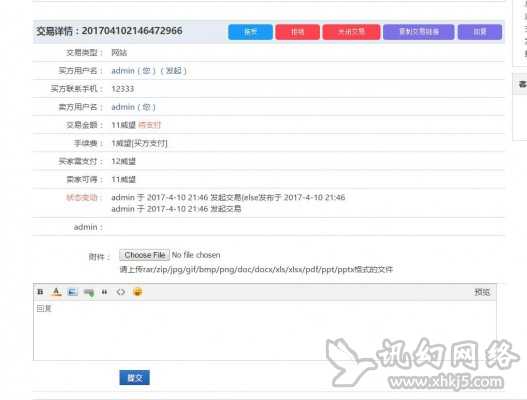 交易详情：201704102146472966
接受 拒绝 关闭交易 复制交易链接 回复
交易类型： 网站
买方用户名： admin（您）（发起）
买方联系手机： 12333
卖方用户名： admin（您）
交易金额： 11威望 待支付
手续费： 1威望[买方支付]
买家需支付： 12威望
卖家可得： 11威望
状态变动： admin 于 2017-4-10 21:46 发起交易(else发布于 2017-4-10 21:46
admin 于 2017-4-10 21:46 发起交易
admin：
附件： Choose File No file chosen
请上传rar/zip/jpg/gif/bmp/png/doc/docx/xls/xlsx/pdf/ppt/pptx格式的文件
B A 预览
回复
提交
讯幻网络
www.xhkj5.com